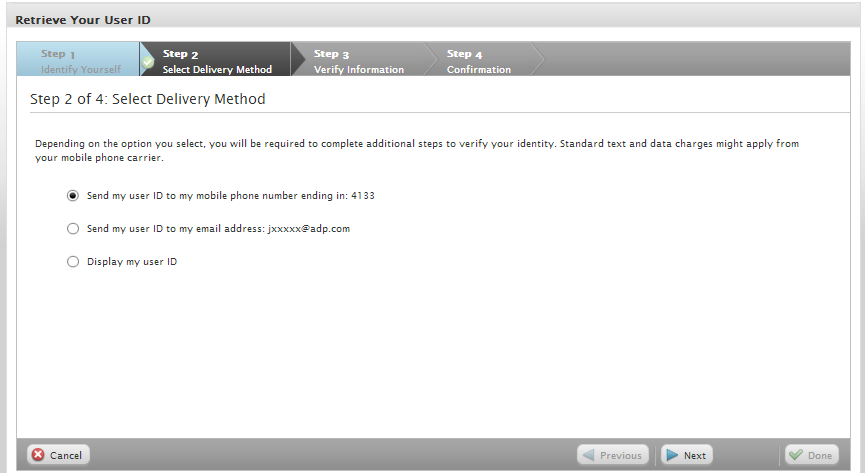 Retrieve Your User ID
Step 1
Identify Yourself
Step 2
Select Delivery Method
Step 3
Verify Information
Step 4
Confirmation
Step 2 of 4: Select Delivery Method
Depending on the option you select, you will be required to complete additional steps to verify your identity. Standard text and data charges might apply from
your mobile phone carrier.
Send my user ID to my mobile phone number ending in: 4133
Send my user ID to my email address: jxxxxx@adp.com
Display my user ID
Cancel
Previous
Next
Done